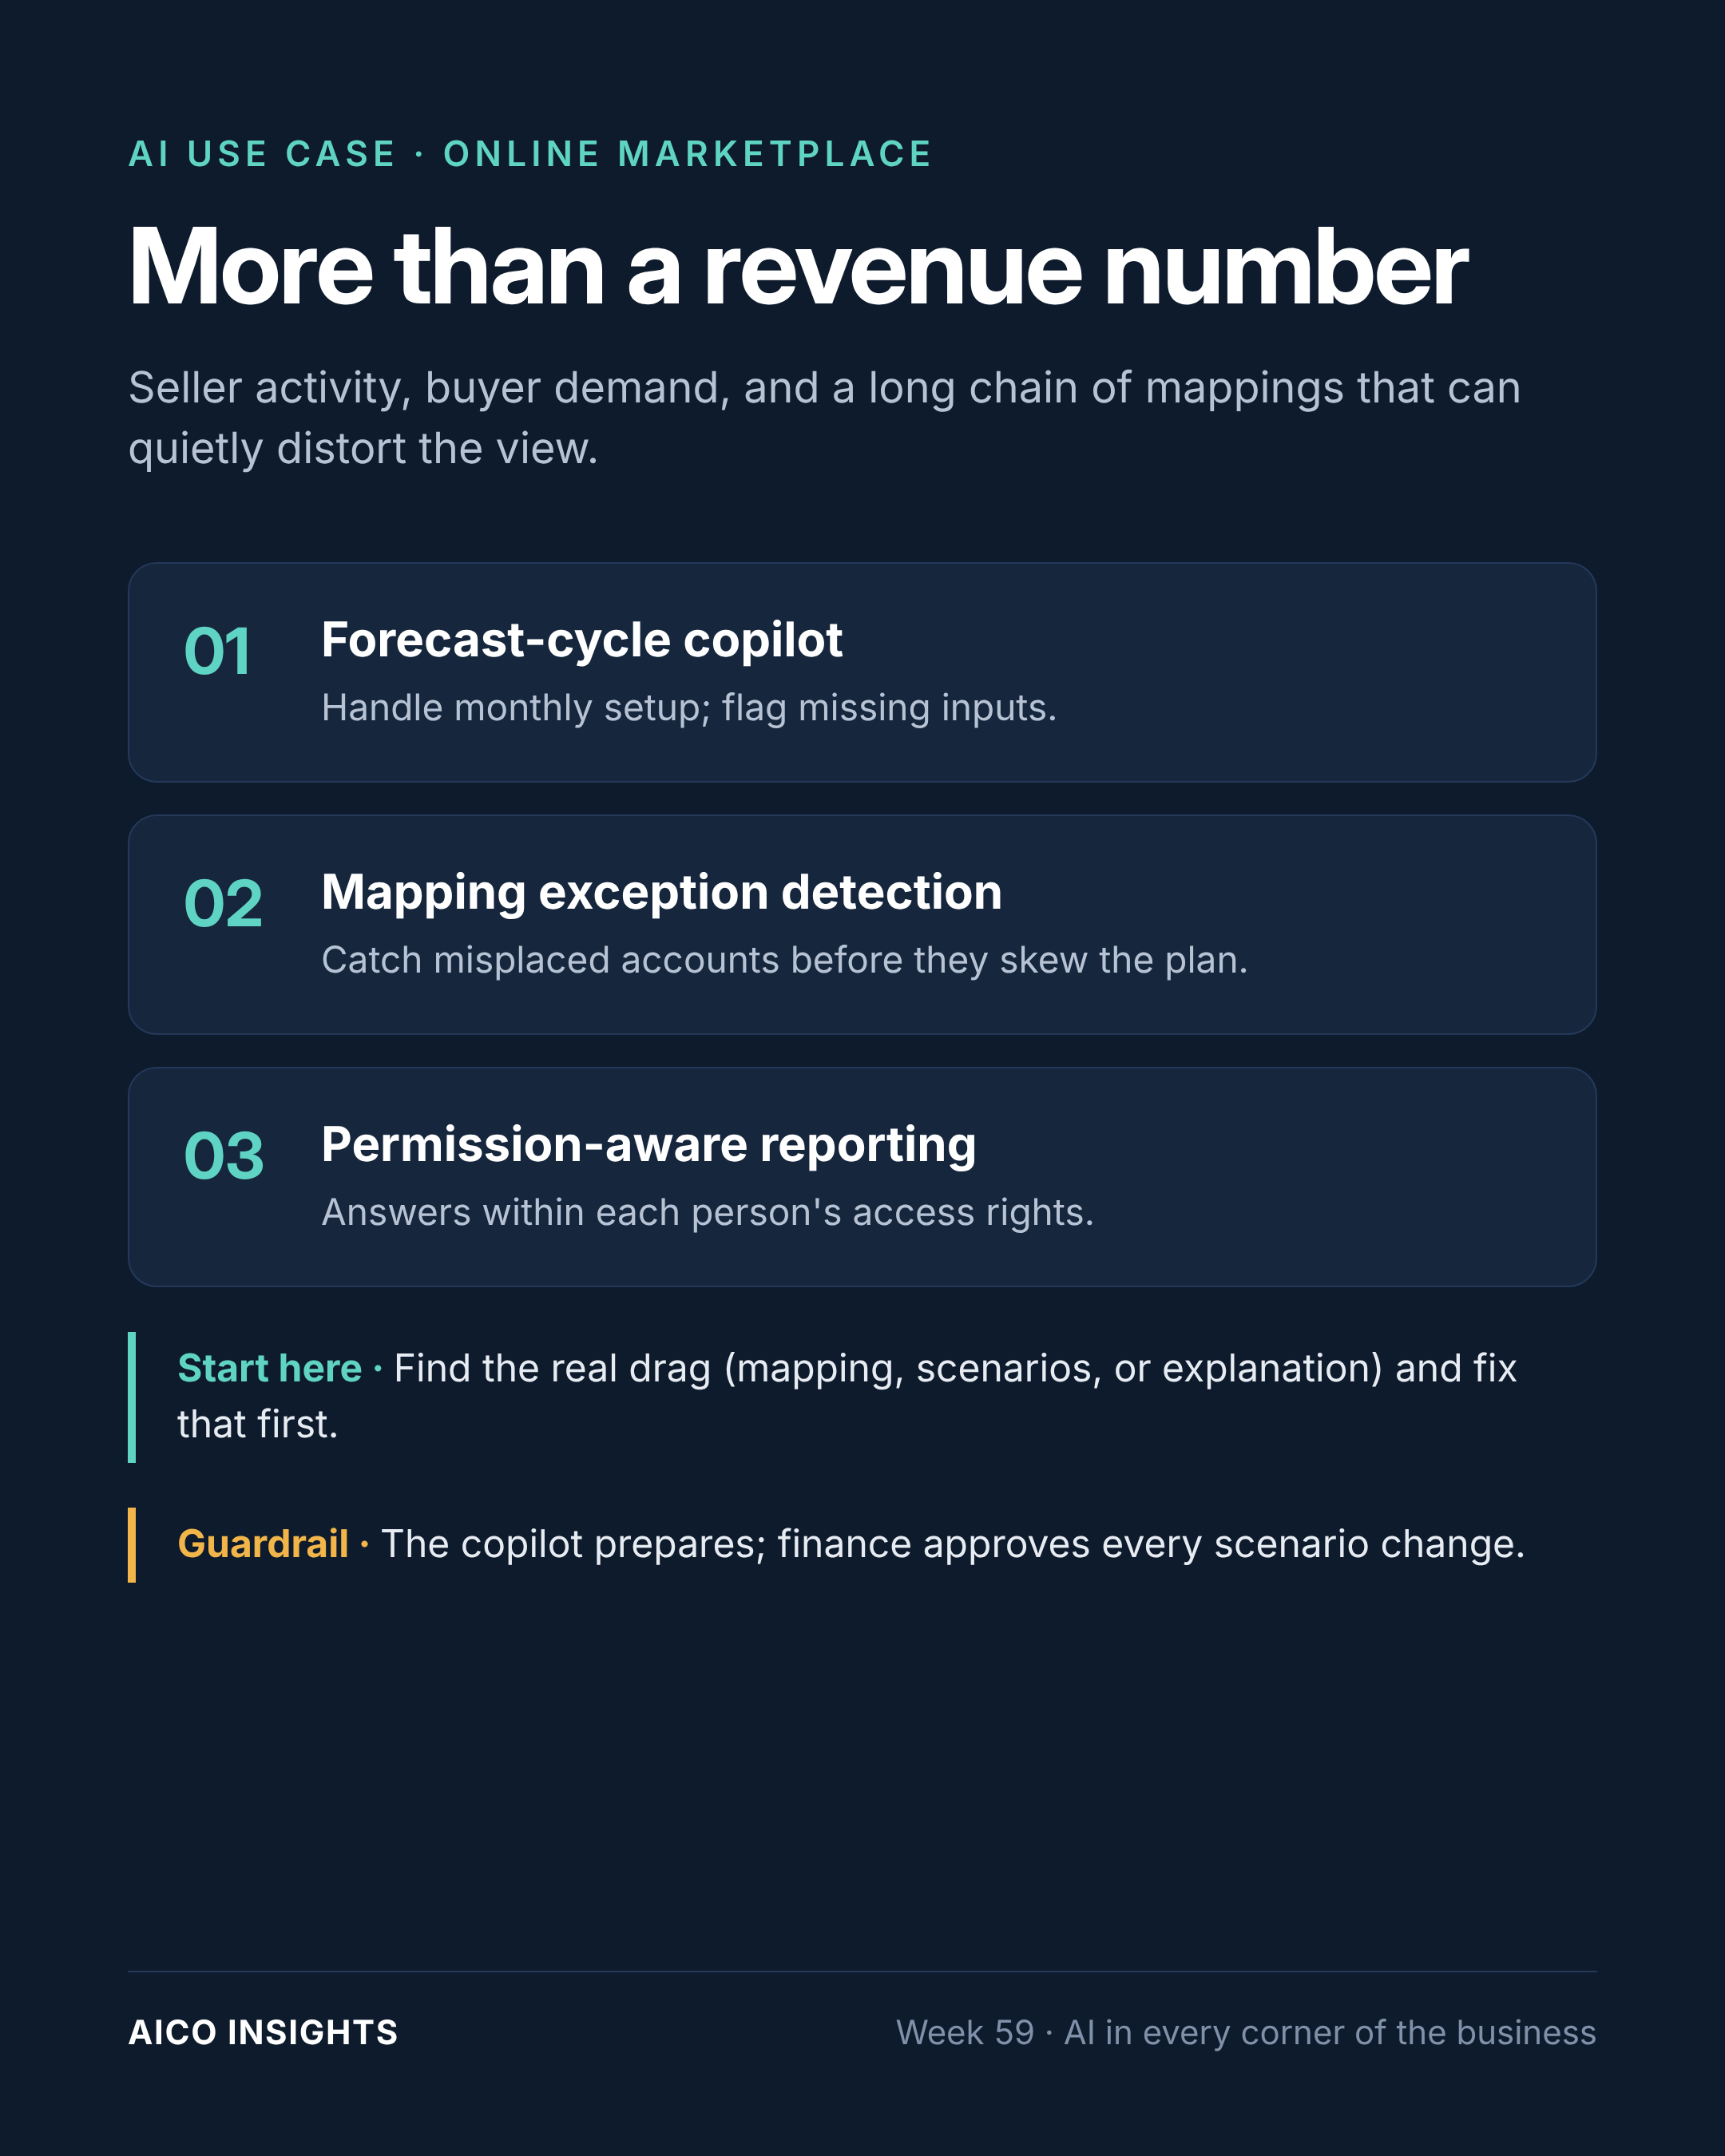 AI USE CASE · ONLINE MARKETPLACE
More than a revenue number
Seller activity, buyer demand, and a long chain of mappings that can
quietly distort the view.
01
Forecast-cycle copilot
Handle monthly setup; flag missing inputs.
02
Mapping exception detection
Catch misplaced accounts before they skew the plan.
03
Permission-aware reporting
Answers within each person's access rights.
Start here · Find the real drag (mapping, scenarios, or explanation) and fix
that first.
Guardrail · The copilot prepares; finance approves every scenario change.
AICO INSIGHTS
Week 59 · AI in every corner of the business